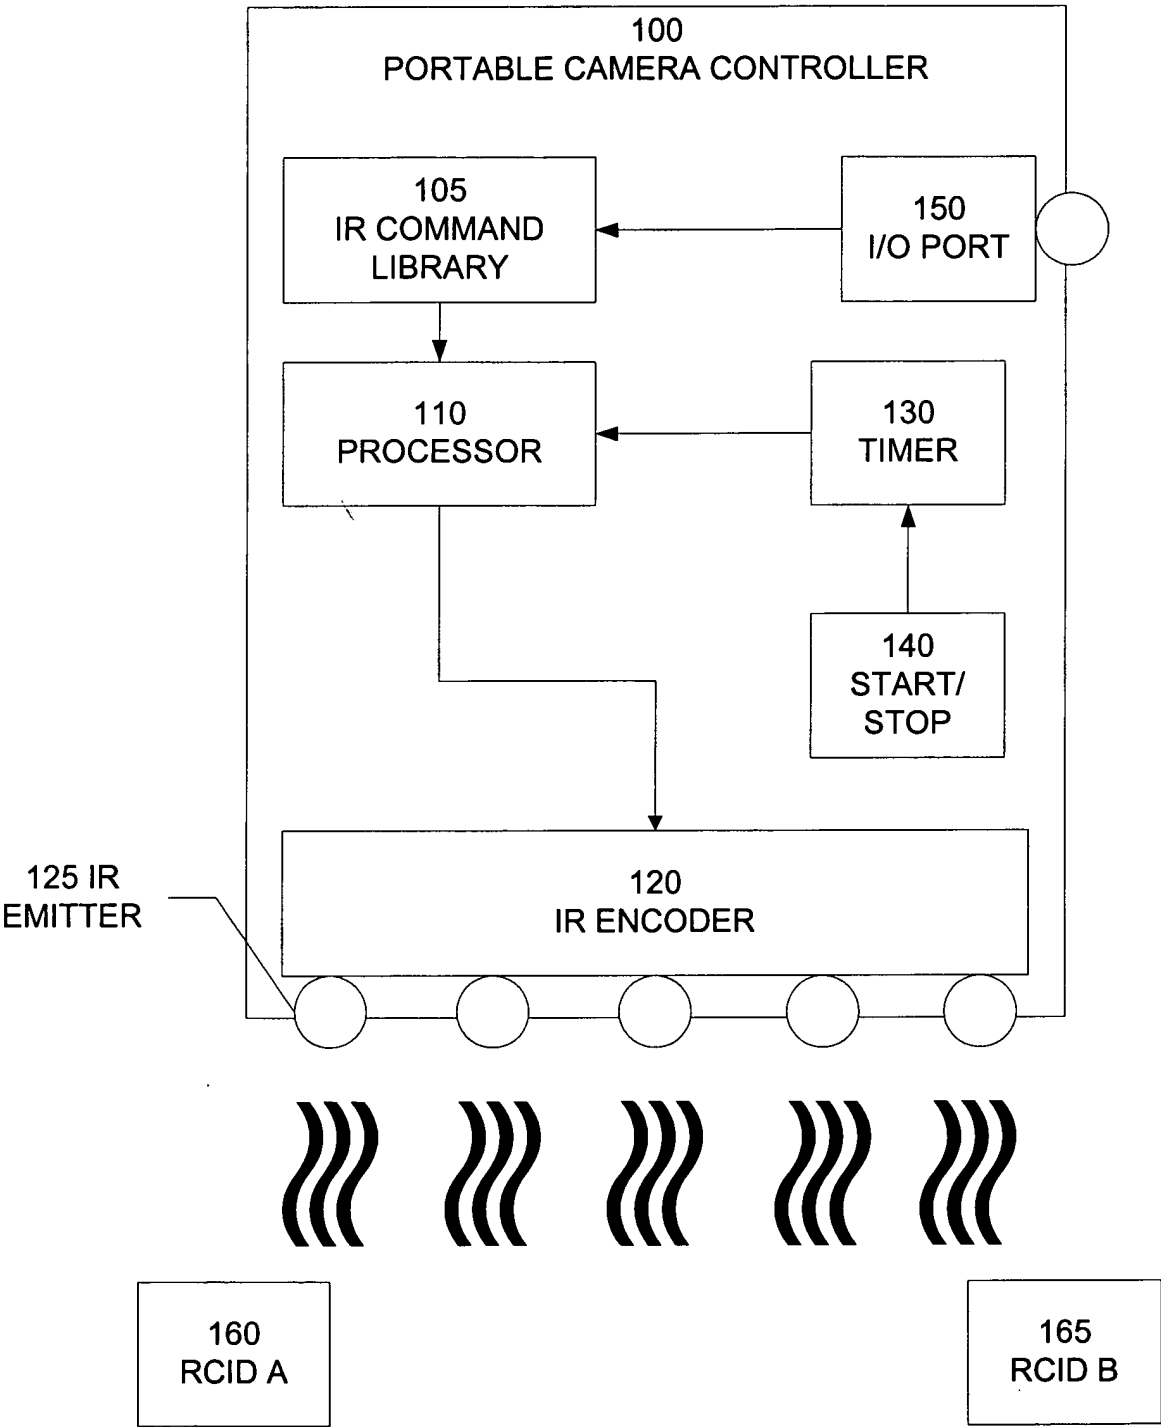 100
PORTABLE CAMERA CONTROLLER
105
IR COMMAND
LIBRARY
150
I/O PORT
110
PROCESSOR
130
TIMER
140
START/
STOP
125 IR
EMITTER
120
IR ENCODER
160
RCID A
165
RCID B